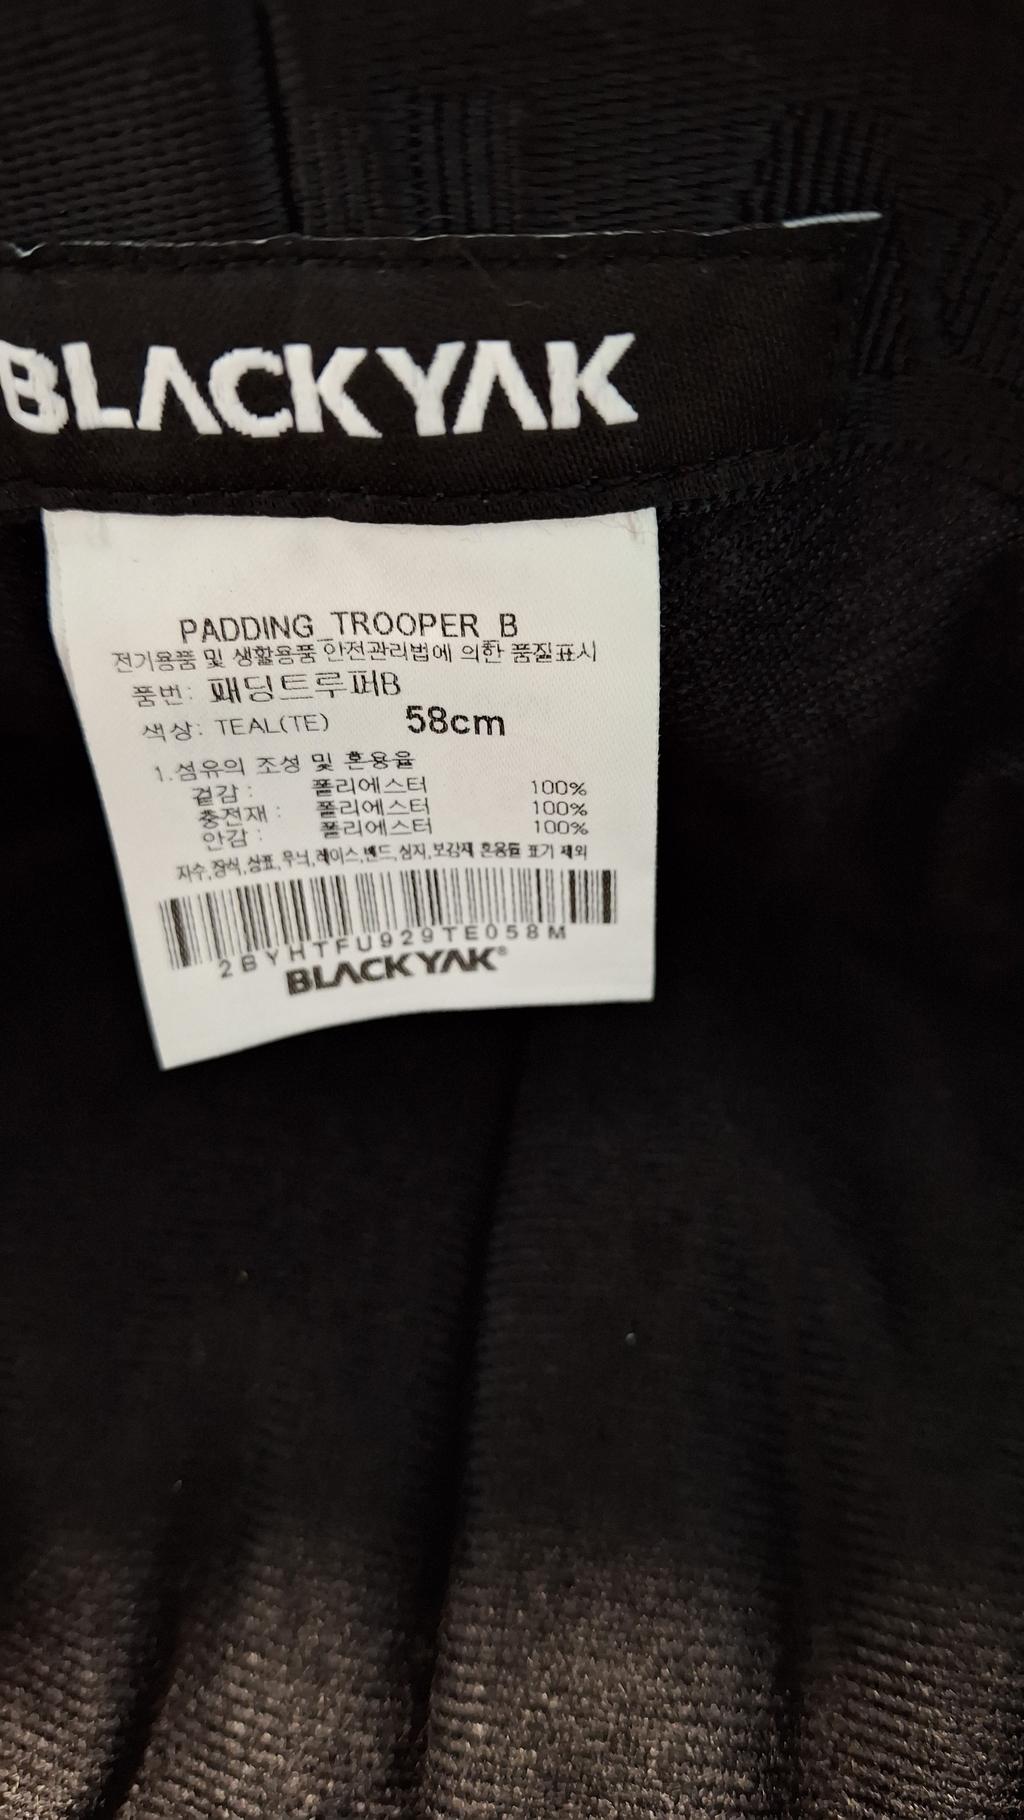 BLACKYAK
PADDING_TROOPER_B
전기용품 및 생활용품 안전관리법에 의한 품질표시
품번: 패딩트루퍼B
색상: TEAL(TE) 58cm
1.섬유의 조성 및 혼용율
겉감 : 폴리에스터 100%
충전재 : 폴리에스터 100%
안감 : 폴리에스터 100%
자수,장식,상표,무늬,레이스,밴드,심지,보강제 혼용률 표기 제외
2BYHTFU929TE058M
BLACKYAK®